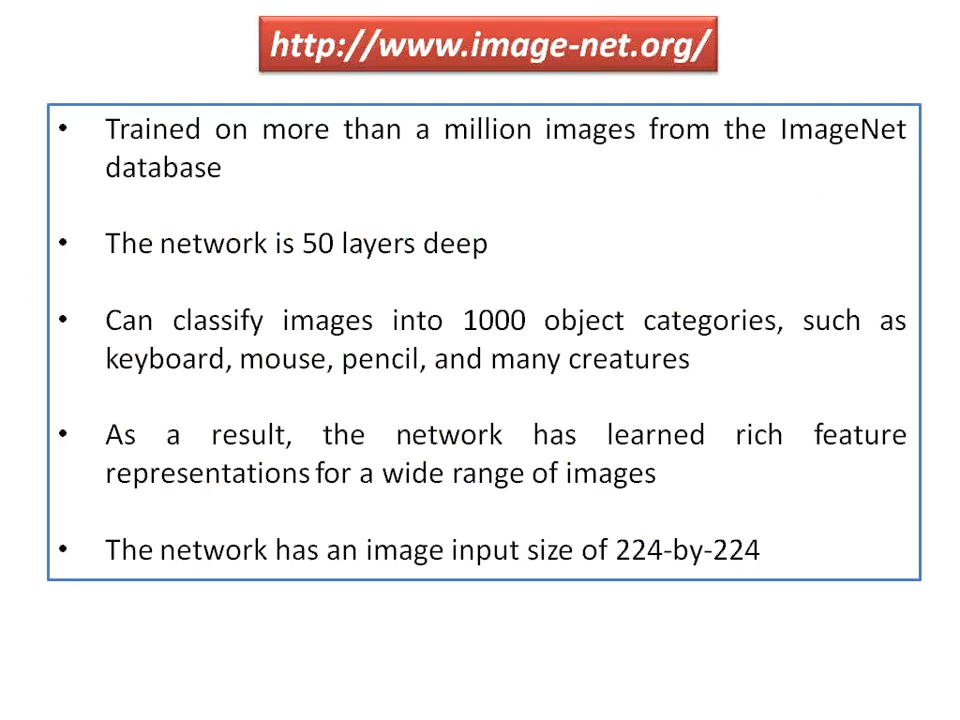 http://www.image-net.org/
• Trained on more than a million images from the ImageNet
database
• The network is 50 layers deep
• Can classify images into 1000 object categories, such as
keyboard, mouse, pencil, and many creatures
• As a result, the network has learned rich feature
representations for a wide range of images
• The network has an image input size of 224-by-224